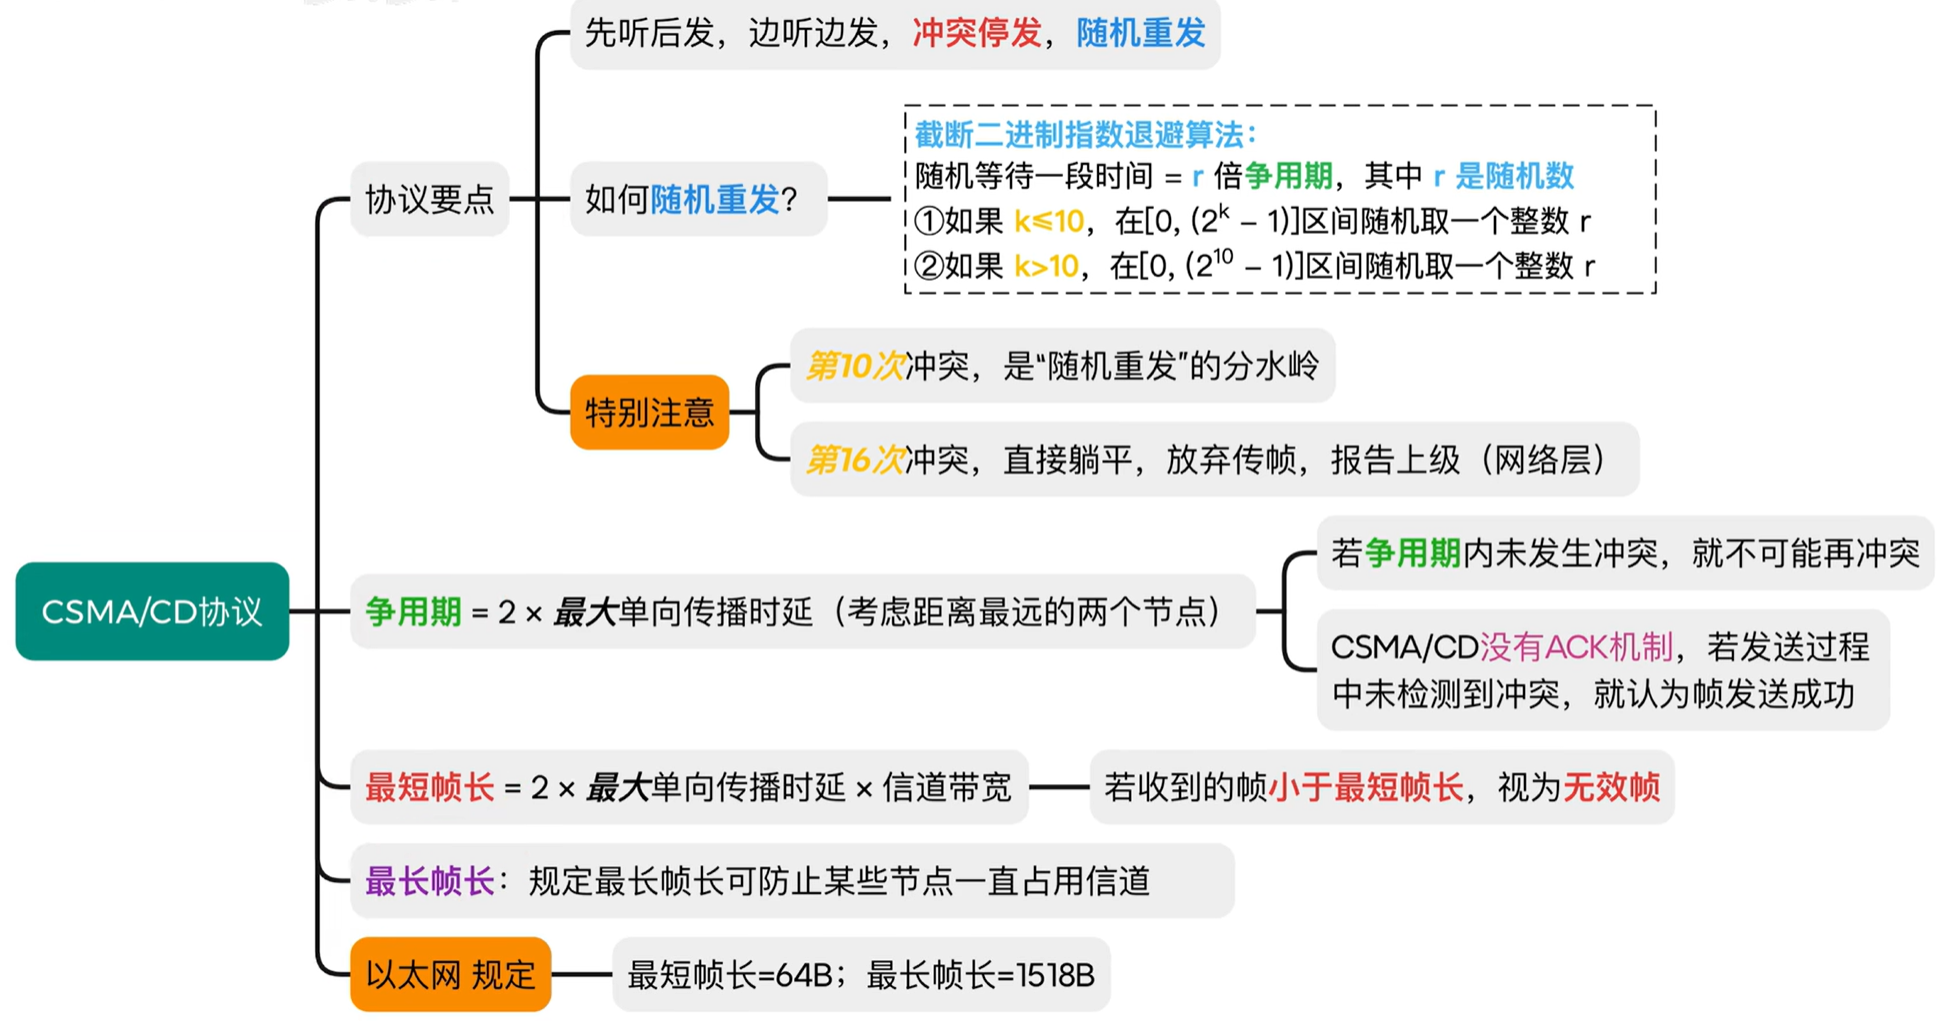 先听后发，边听边发，冲突停发，随机重发
协议要点
如何随机重发？
截断二进制指数退避算法：
随机等待一段时间 = r 倍争用期，其中 r 是随机数
①如果 k≤10，在[0, (2^k – 1)]区间随机取一个整数 r
②如果 k>10，在[0, (2^10 – 1)]区间随机取一个整数 r
特别注意
第10次冲突，是“随机重发”的分水岭
第16次冲突，直接躺平，放弃传帧，报告上级（网络层）
CSMA/CD协议
争用期 = 2 × 最大单向传播时延（考虑距离最远的两个节点）
若争用期内未发生冲突，就不可能再冲突
CSMA/CD没有ACK机制，若发送过程
中未检测到冲突，就认为帧发送成功
最短帧长 = 2 × 最大单向传播时延 × 信道带宽
若收到的帧小于最短帧长，视为无效帧
最长帧长：规定最长帧长可防止某些节点一直占用信道
以太网 规定
最短帧长=64B；最长帧长=1518B